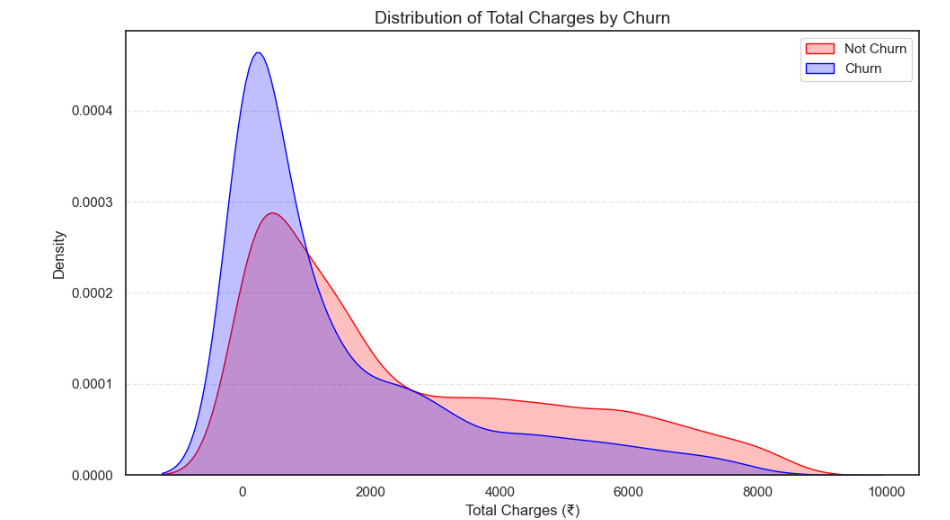 Distribution of Total Charges by Churn
Not Churn
Churn
0.0004
0.0003
0.0002
0.0001
0.0000
Density
0
2000
4000
6000
8000
10000
Total Charges (₹)